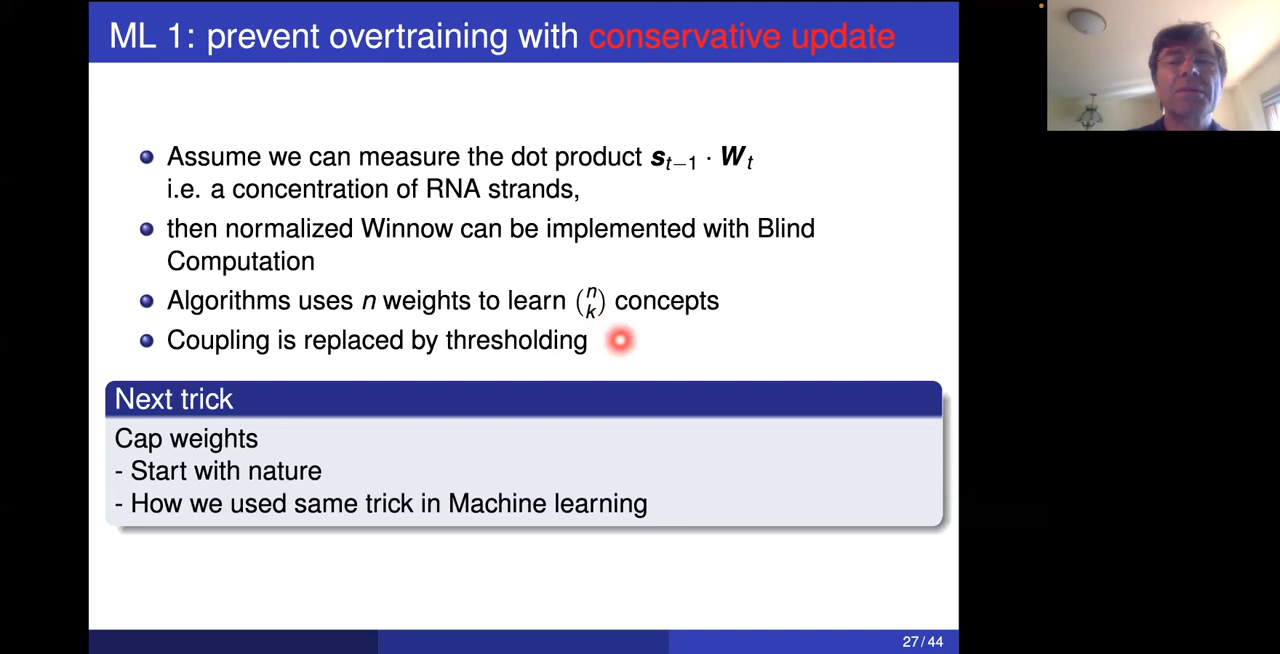 ML 1: prevent overtraining with conservative update
Assume we can measure the dot product s_{t−1} · W_t
i.e. a concentration of RNA strands,
then normalized Winnow can be implemented with Blind
Computation
Algorithms uses n weights to learn (n k) concepts
Coupling is replaced by thresholding
Next trick
Cap weights
- Start with nature
- How we used same trick in Machine learning
27 / 44